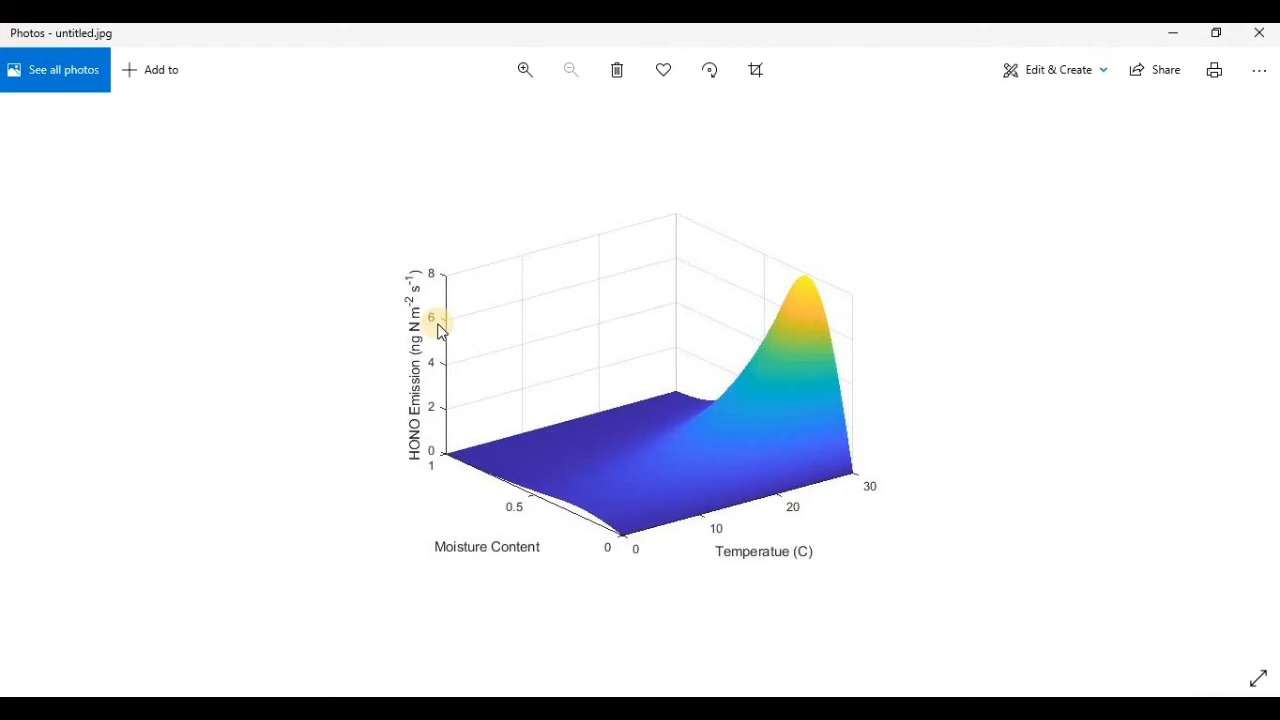 Photos - untitled.jpg
See all photos
Add to
Edit & Create
Share
HONO Emission (ng N m-2 s-1)
8
6
4
2
0
1
0.5
0
Moisture Content
0
10
20
30
Temperatue (C)